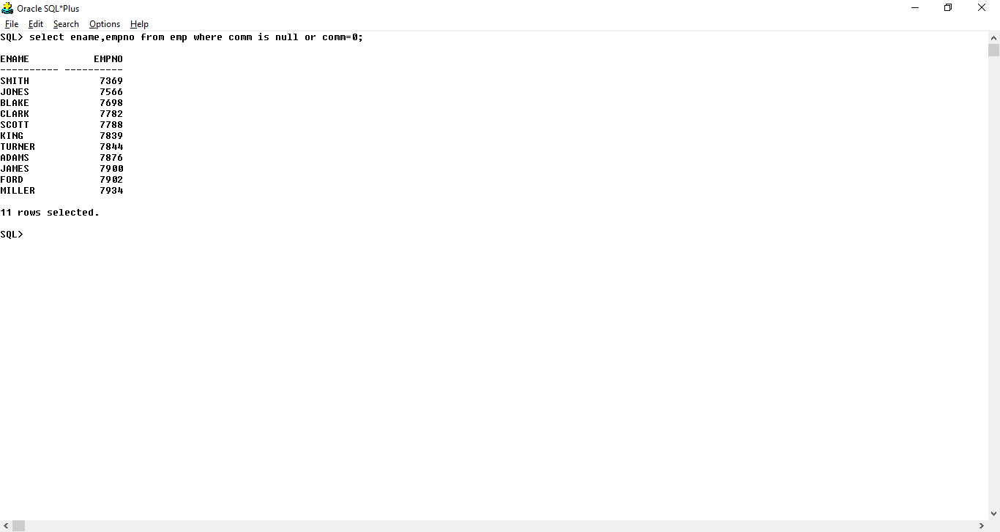 Oracle SQL*Plus
File Edit Search Options Help
SQL> select ename,empno from emp where comm is null or comm=0;
ENAME           EMPNO
---------- ----------
SMITH            7369
JONES            7566
BLAKE            7698
CLARK            7782
SCOTT            7788
KING             7839
TURNER           7844
ADAMS            7876
JAMES            7900
FORD             7902
MILLER           7934
11 rows selected.
SQL>